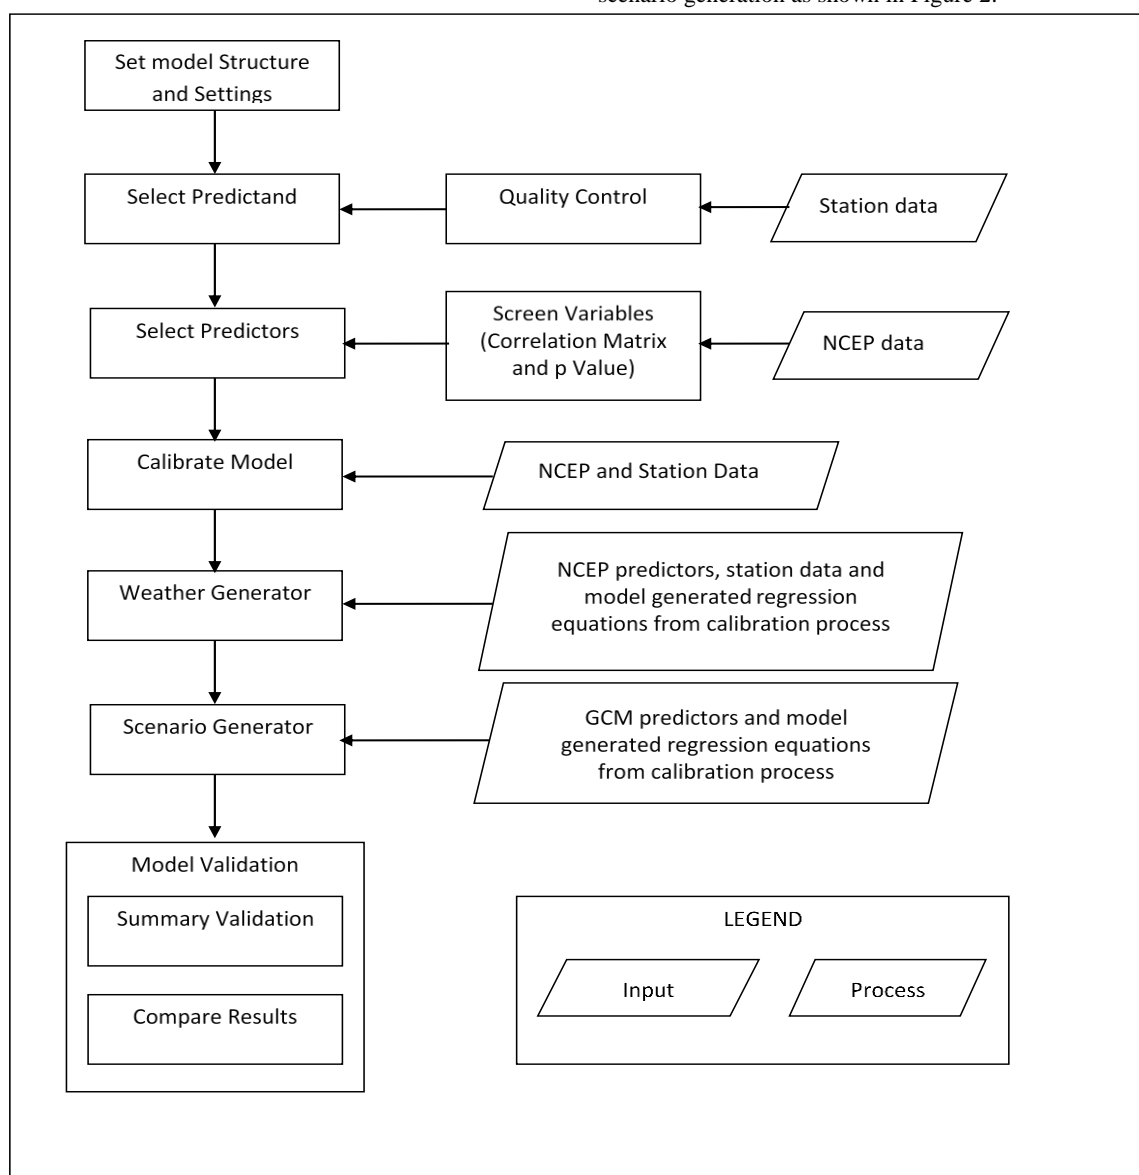 scenario generation as shown in Figure 2.
Set model Structure
and Settings
Select Predictand
Quality Control
Station data
Select Predictors
Screen Variables
(Correlation Matrix
and p Value)
NCEP data
Calibrate Model
NCEP and Station Data
Weather Generator
NCEP predictors, station data and
model generated regression
equations from calibration process
Scenario Generator
GCM predictors and model
generated regression equations
from calibration process
Model Validation
Summary Validation
Compare Results
LEGEND
Input
Process